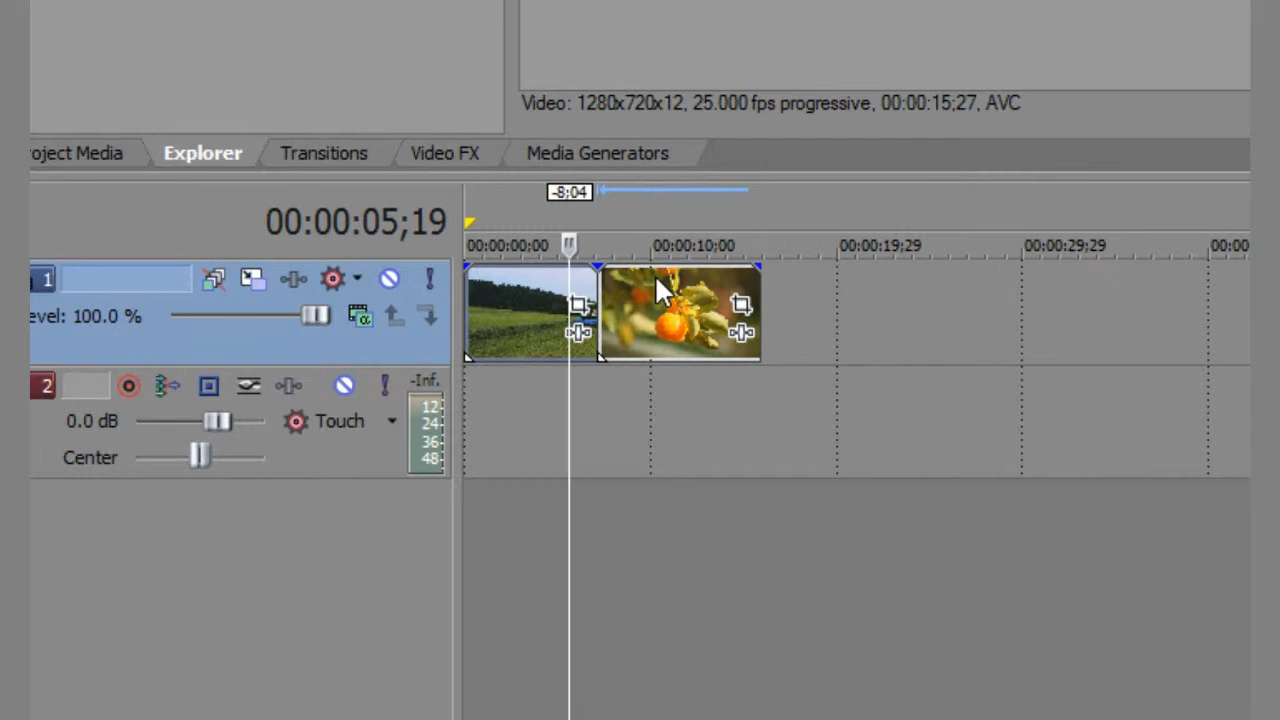 Video: 1280x720x12, 25.000 fps progressive, 00:00:15;27, AVC
oject Media Explorer Transitions Video FX Media Generators
-8;04
00:00:05;19
00:00:00;00 00:00:10;00 00:00:19;29 00:00:29;29 00:00
1
evel: 100.0 %
2 -Inf.
12
0.0 dB Touch 24
36
Center 48